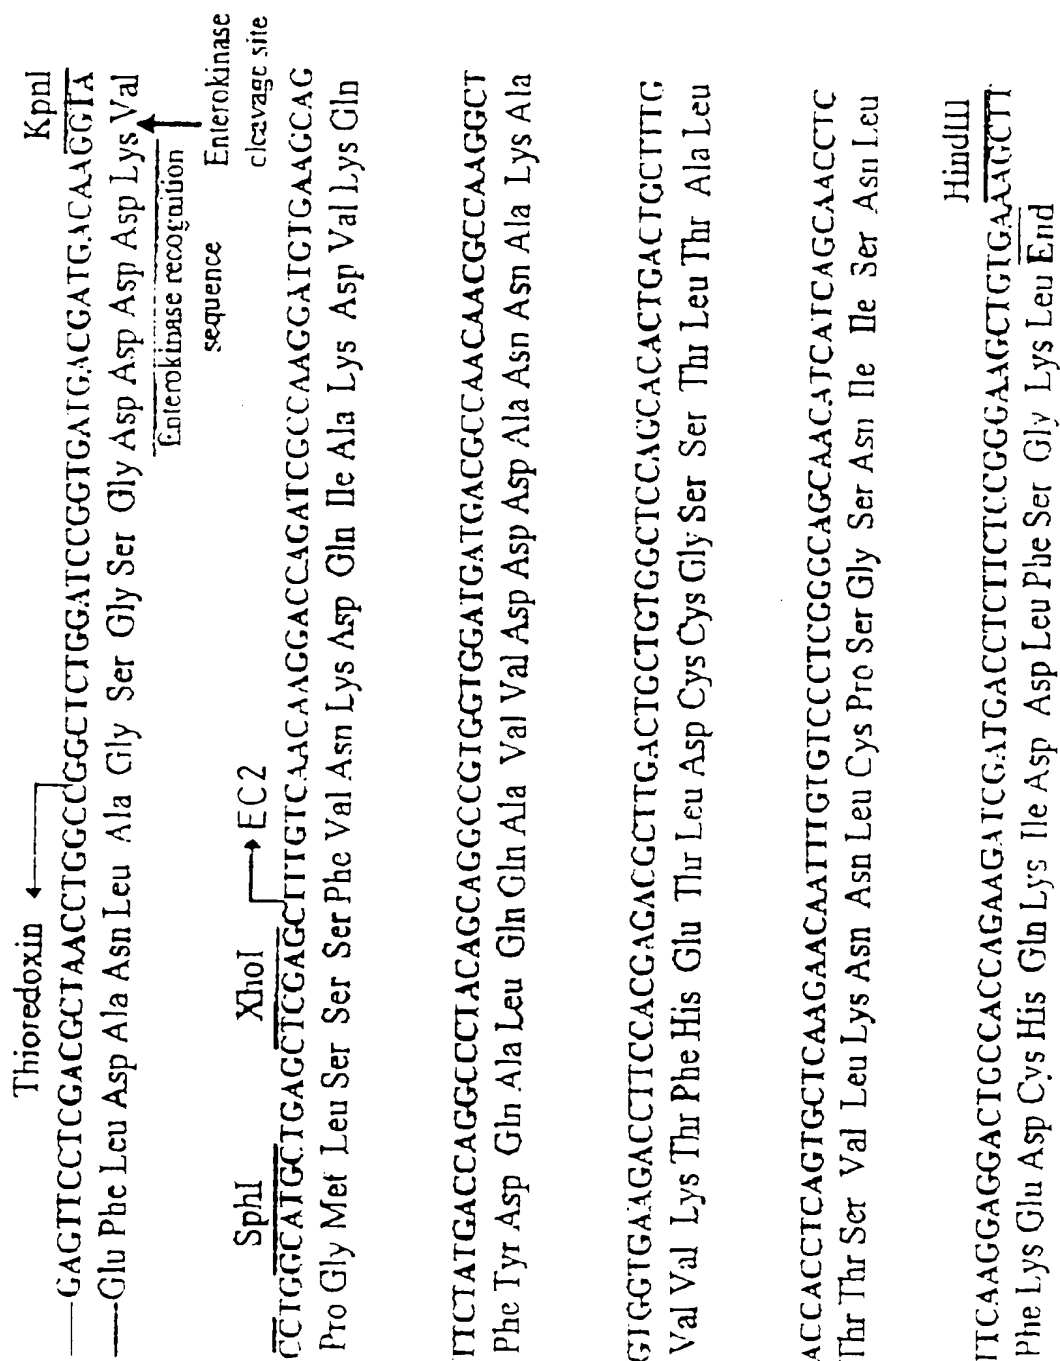 Thioredoxin KpnI
GAGTTCCTCGACGCTAACCTGGCCGGCTCTGGATCCGGTGATGACGATGACAAGGTA
Glu Phe Leu Asp Ala Asn Leu Ala Gly Ser Gly Ser Gly Asp Asp Asp Asp Lys Val
Enterokinase recognition
sequence
Enterokinase
cleavage site
SphI XhoI EC2
CCTGGCATGCTGAGCTCGAGCTTTGTCAACAAGGACCAGATCGCCAAGGATGTGAAGCAG
Pro Gly Met Leu Ser Ser Ser Phe Val Asn Lys Asp Gln Ile Ala Lys Asp Val Lys Gln
TTCTATGACCAGGCCCTACAGCAGGCCGTGGTGGATGATGACGCCAACAACGCCAAGGCT
Phe Tyr Asp Gln Ala Leu Gln Gln Ala Val Val Asp Asp Asp Ala Asn Asn Ala Lys Ala
GTGGTGAAGACCTTCCACGAGACGCTTGACTGCTGTGGCTCCAGCACACTGACTGCTTTG
Val Val Lys Thr Phe His Glu Thr Leu Asp Cys Cys Gly Ser Ser Thr Leu Thr Ala Leu
ACCACCTCAGTGCTCAAGAACAATTTGTGTCCCTCGGGCAGCAACATCATCAGCAACCTC
Thr Thr Ser Val Leu Lys Asn Asn Leu Cys Pro Ser Gly Ser Asn Ile Ile Ser Asn Leu
HindIII
TTCAAGGAGGACTGCCACCAGAAGATCGATGACCTCTTCTCCGGGAAGCTGTGAAAGCTT
Phe Lys Glu Asp Cys His Gln Lys Ile Asp Asp Leu Phe Ser Gly Lys Leu End